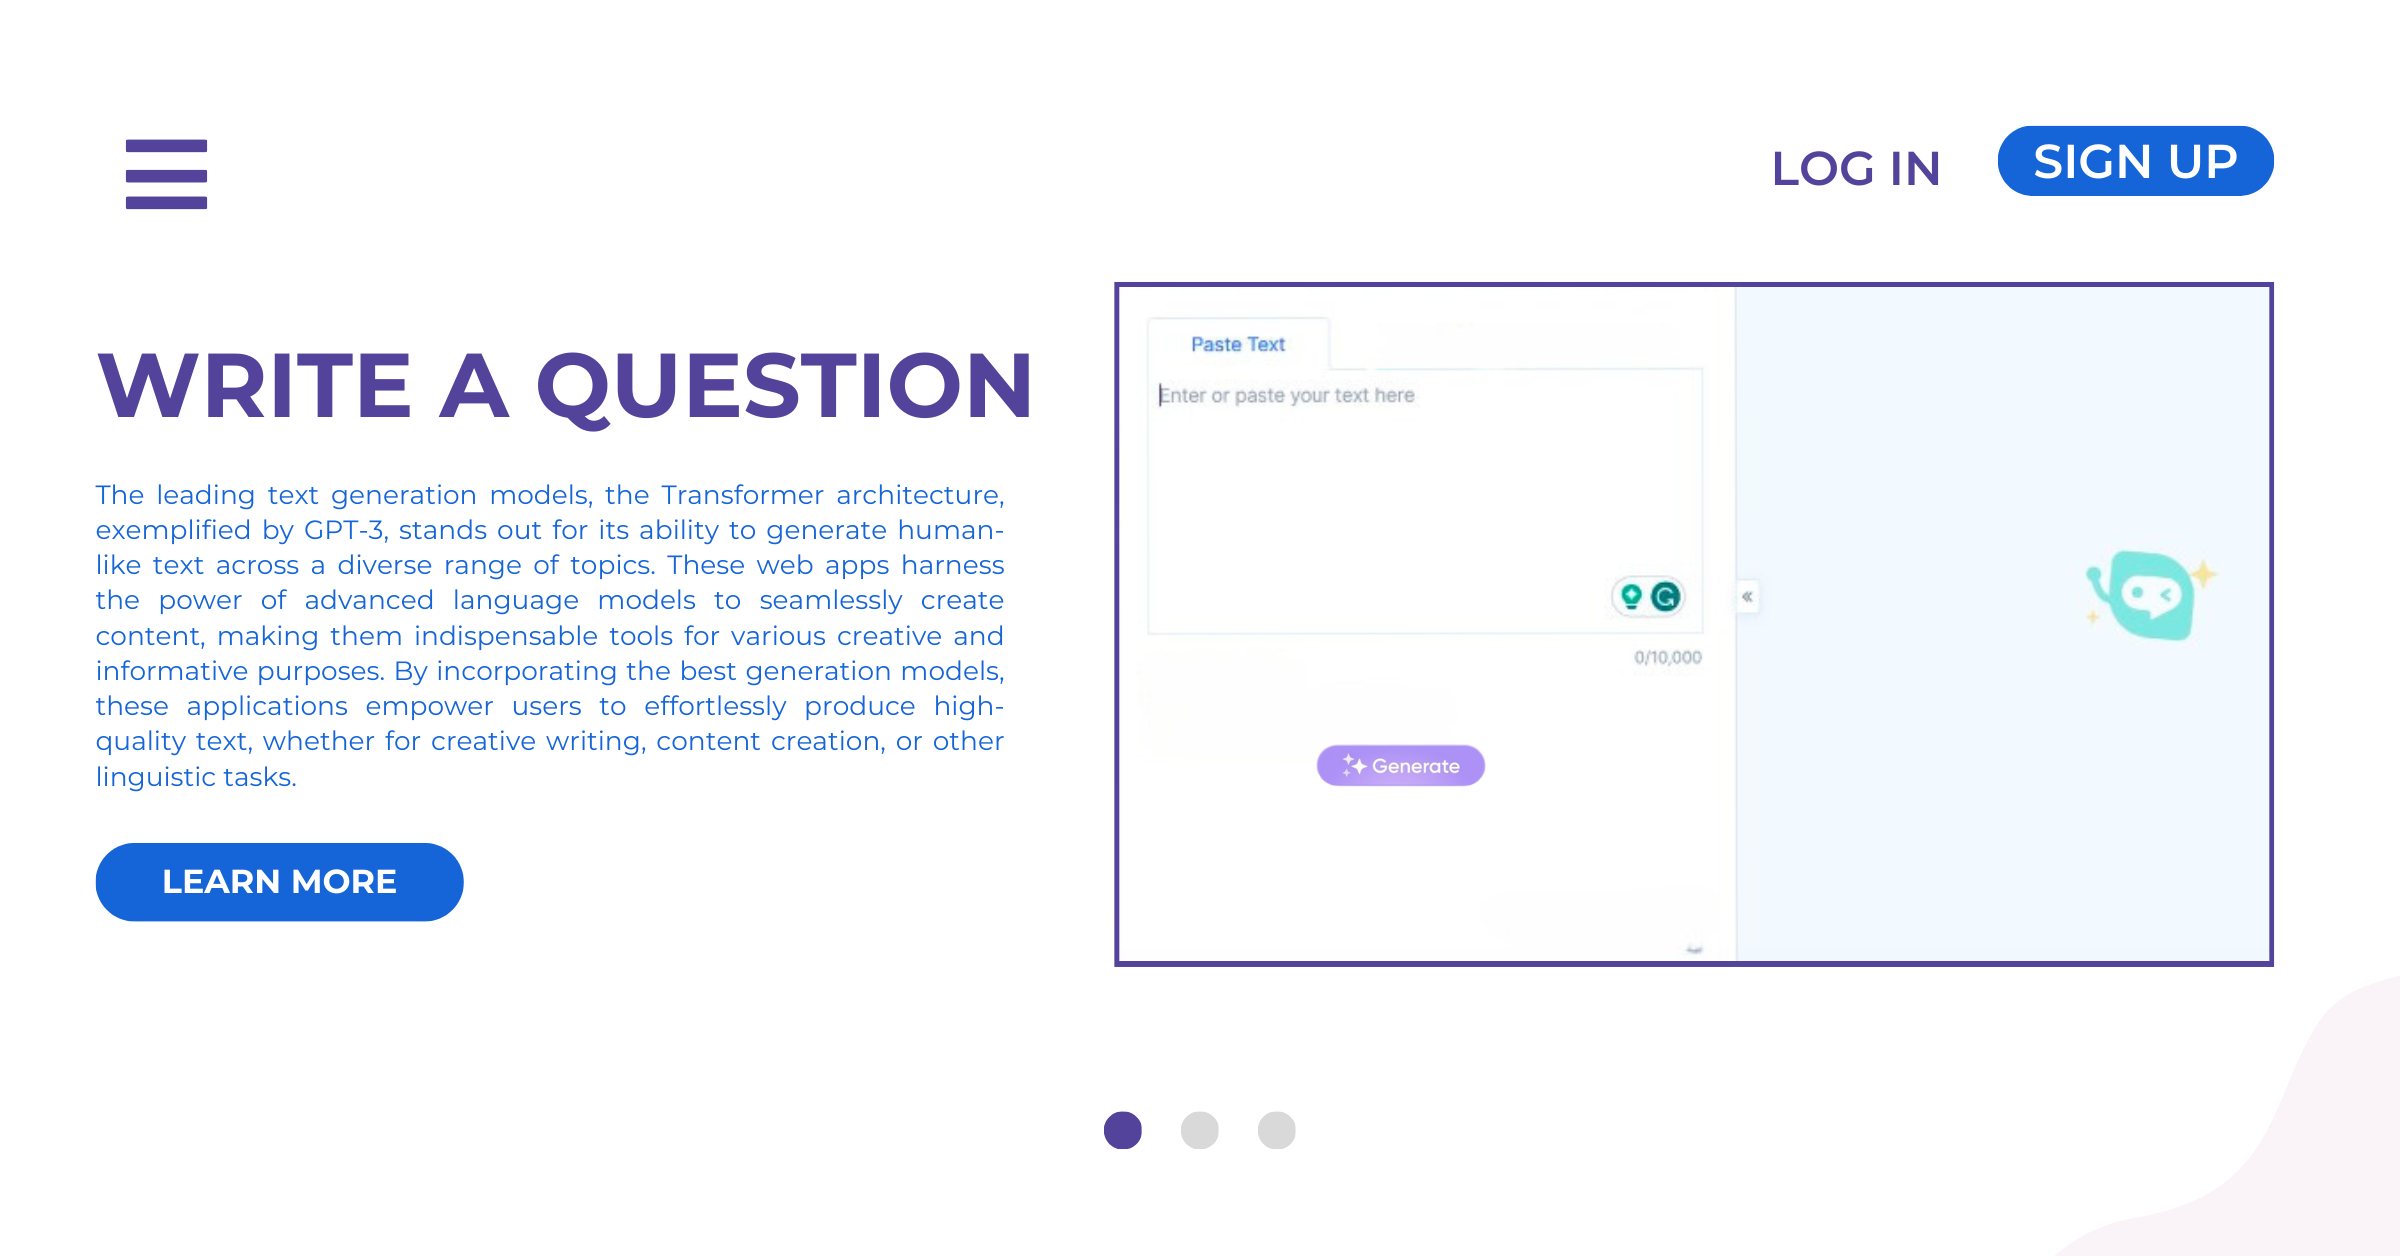 LOG IN
SIGN UP
WRITE A QUESTION
The leading text generation models, the Transformer architecture,
exemplified by GPT-3, stands out for its ability to generate human-
like text across a diverse range of topics. These web apps harness
the power of advanced language models to seamlessly create
content, making them indispensable tools for various creative and
informative purposes. By incorporating the best generation models,
these applications empower users to effortlessly produce high-
quality text, whether for creative writing, content creation, or other
linguistic tasks.
LEARN MORE
Paste Text
Enter or paste your text here
0/10,000
Generate